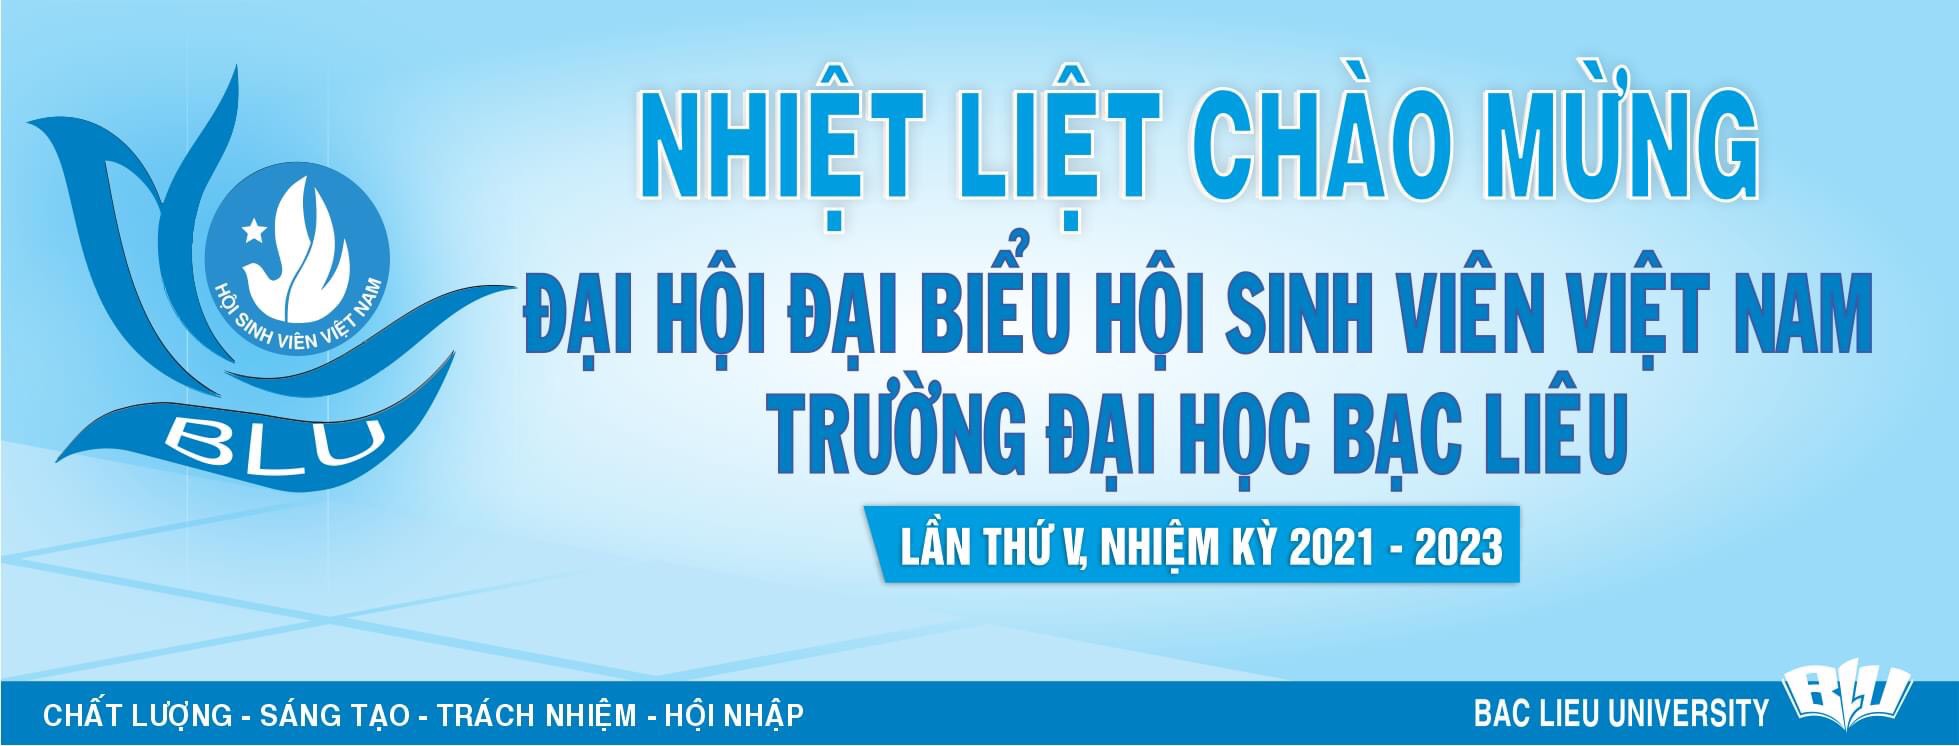 NHIỆT LIỆT CHÀO MỪNG
ĐẠI HỘI ĐẠI BIỂU HỘI SINH VIÊN VIỆT NAM
TRƯỜNG ĐẠI HỌC BẠC LIÊU
LẦN THỨ V, NHIỆM KỲ 2021 - 2023
HỘI SINH VIÊN VIỆT NAM
BLU
CHẤT LƯỢNG - SÁNG TẠO - TRÁCH NHIỆM - HỘI NHẬP
BAC LIEU UNIVERSITY
BLU